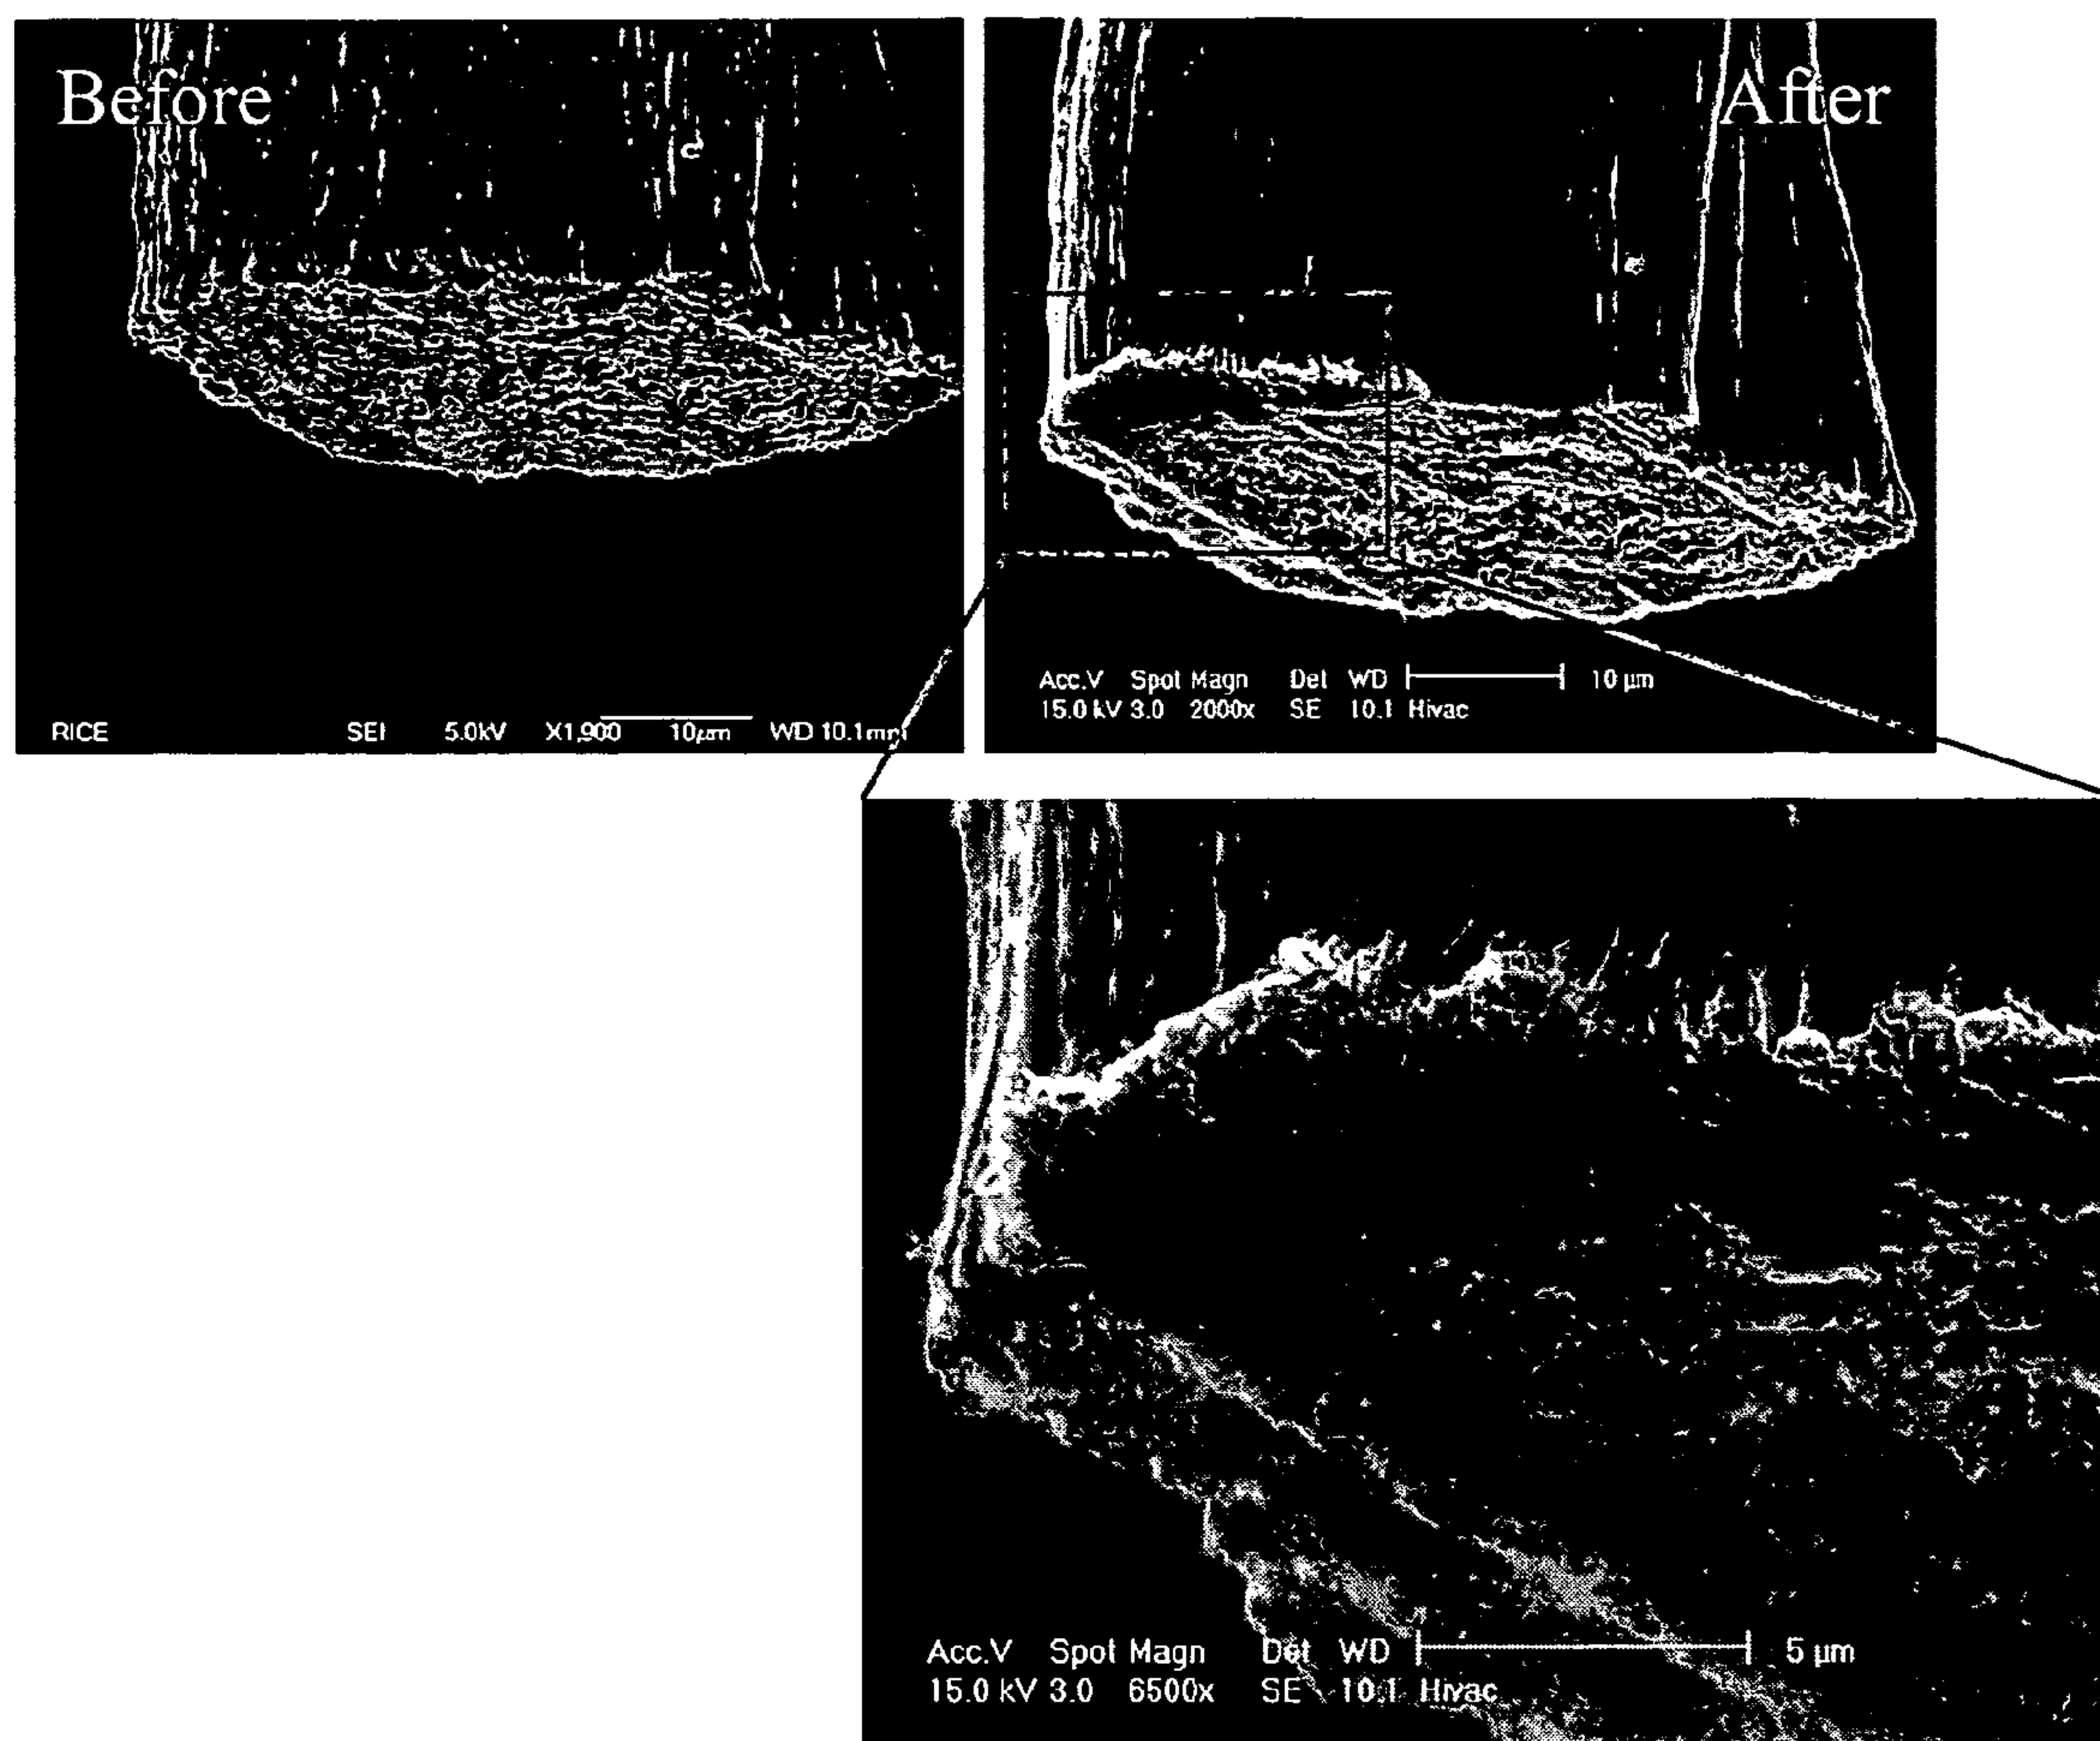 Before
RICE SEI 5.0kV X1,900 10µm WD 10.1mm
After
Acc.V Spot Magn Det WD 10 µm
15.0 kV 3.0 2000x SE 10.1 Hivac
Acc.V Spot Magn Det WD 5 µm
15.0 kV 3.0 6500x SE 10.1 Hivac